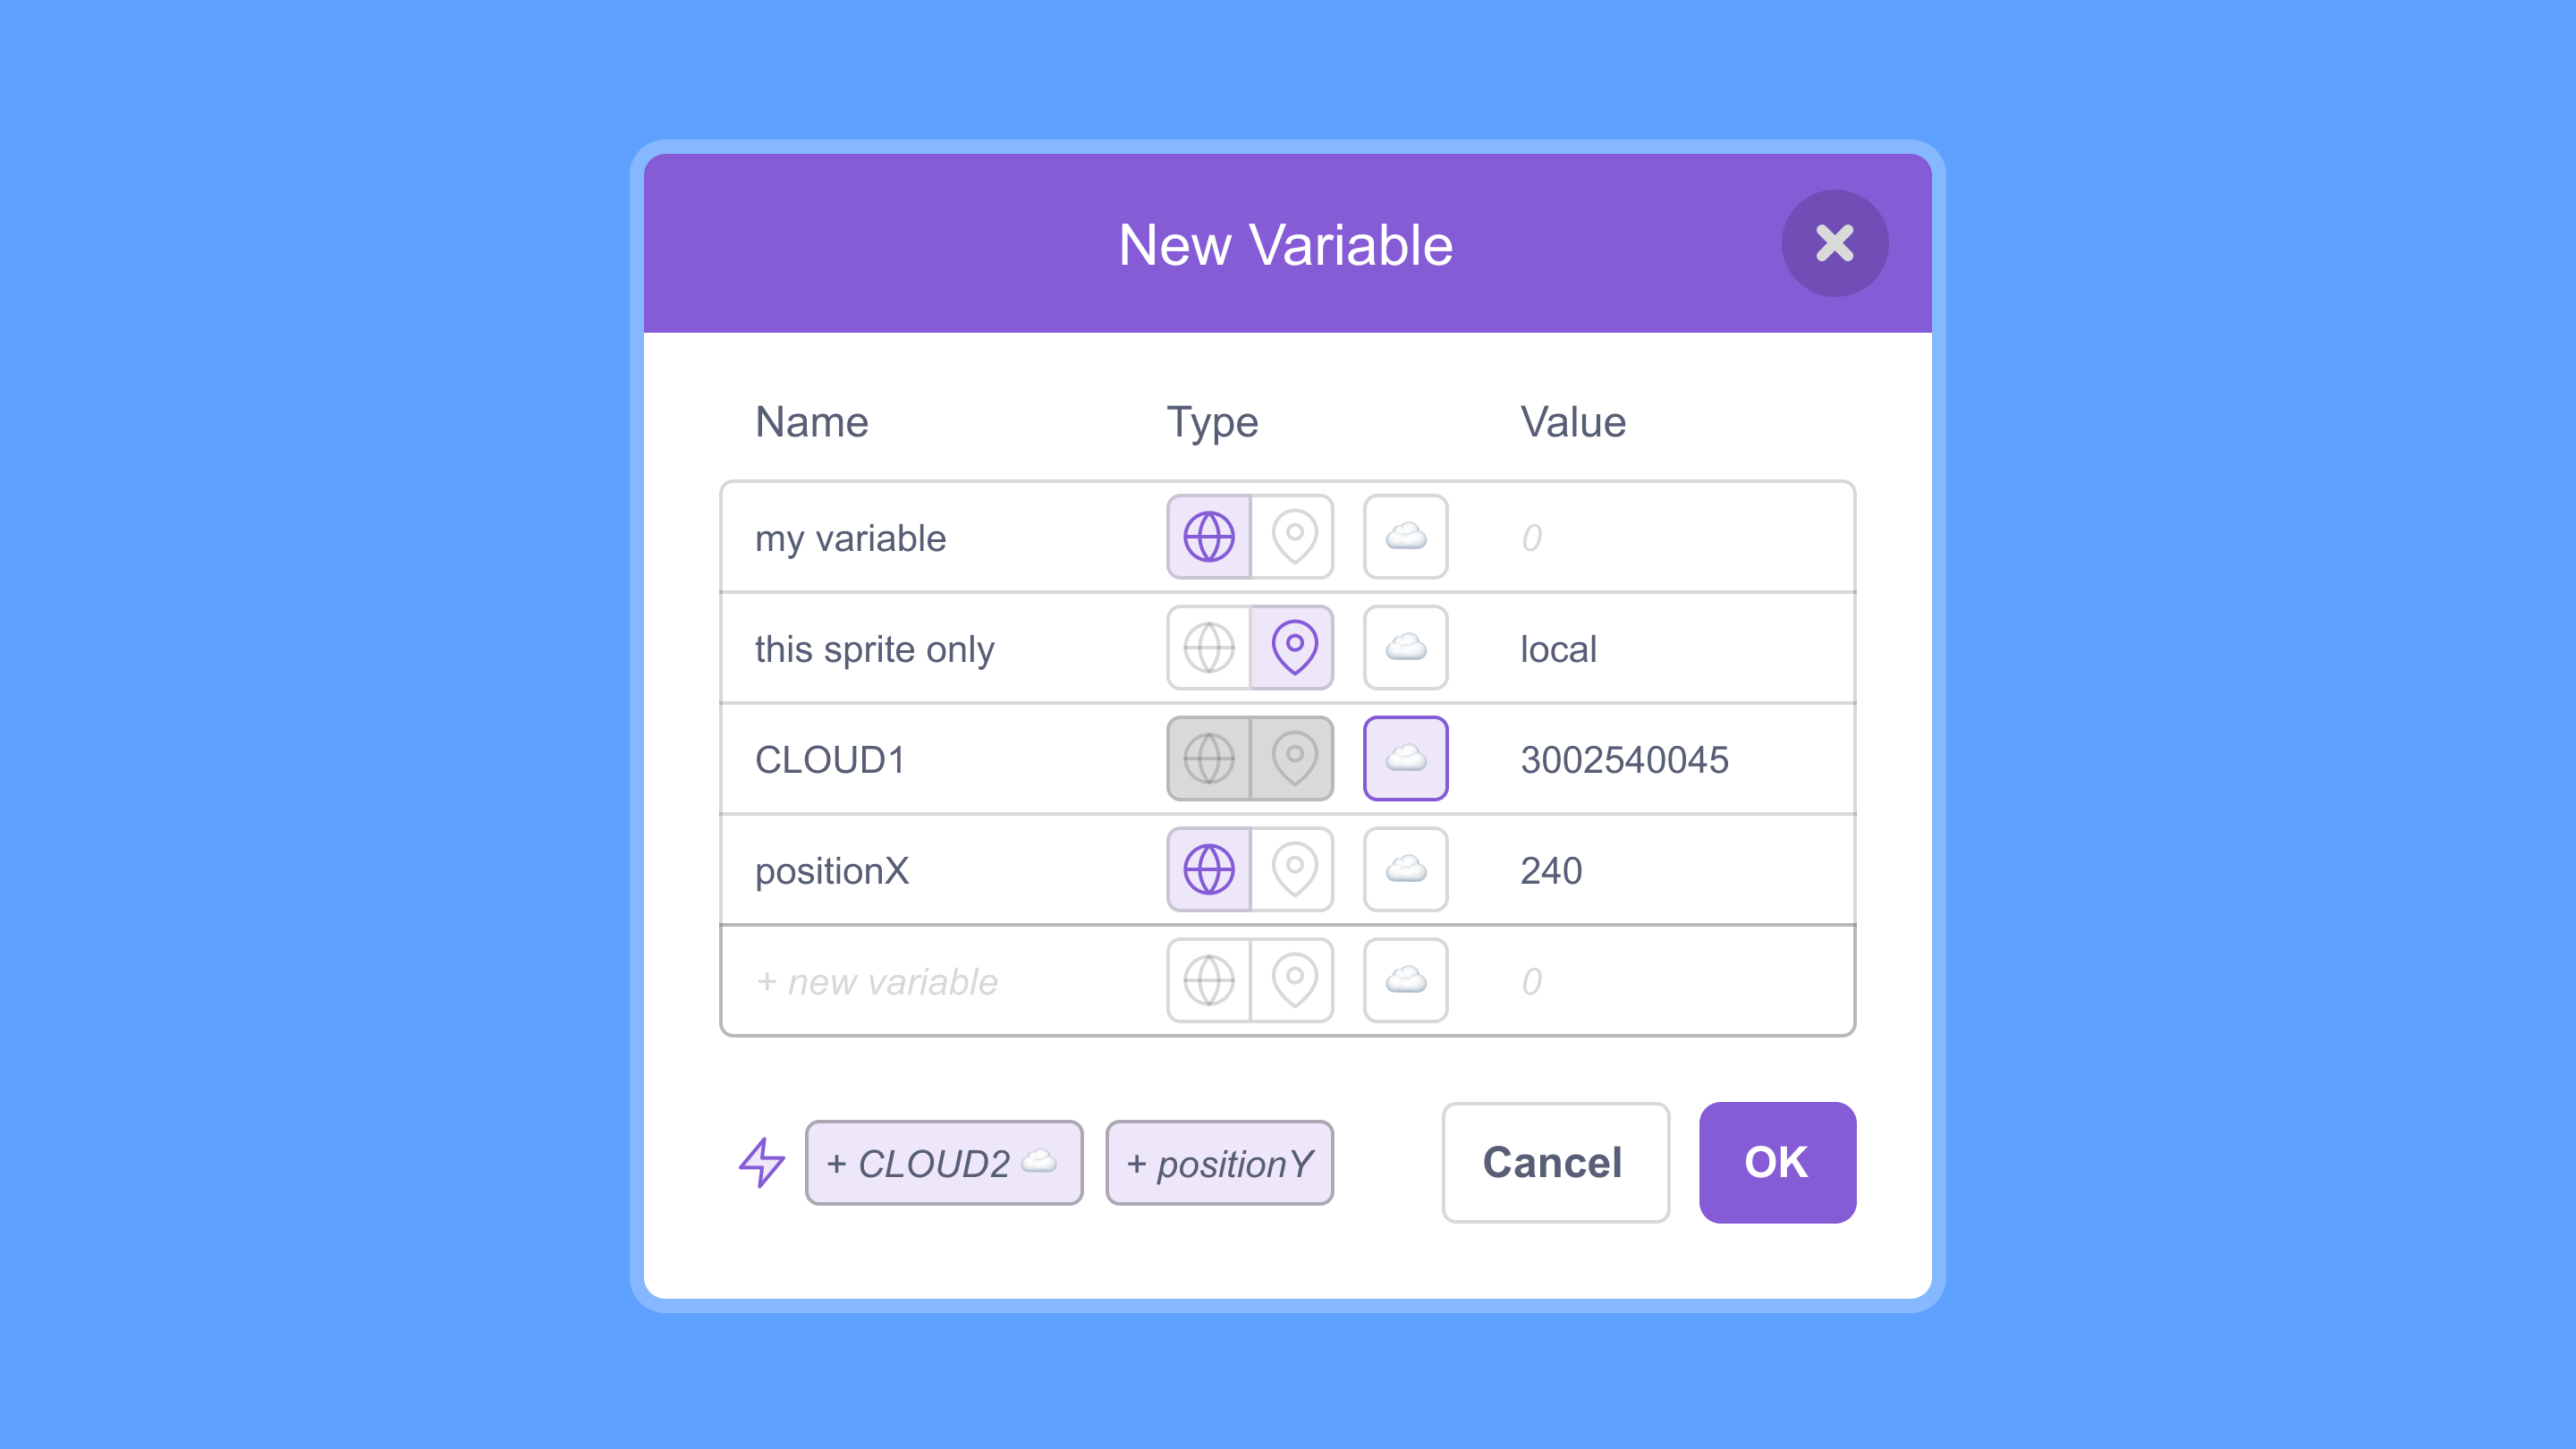 New Variable
Name Type Value
my variable 0
this sprite only local
CLOUD1 3002540045
positionX 240
+ new variable 0
+ CLOUD2 ☁️ + positionY Cancel OK